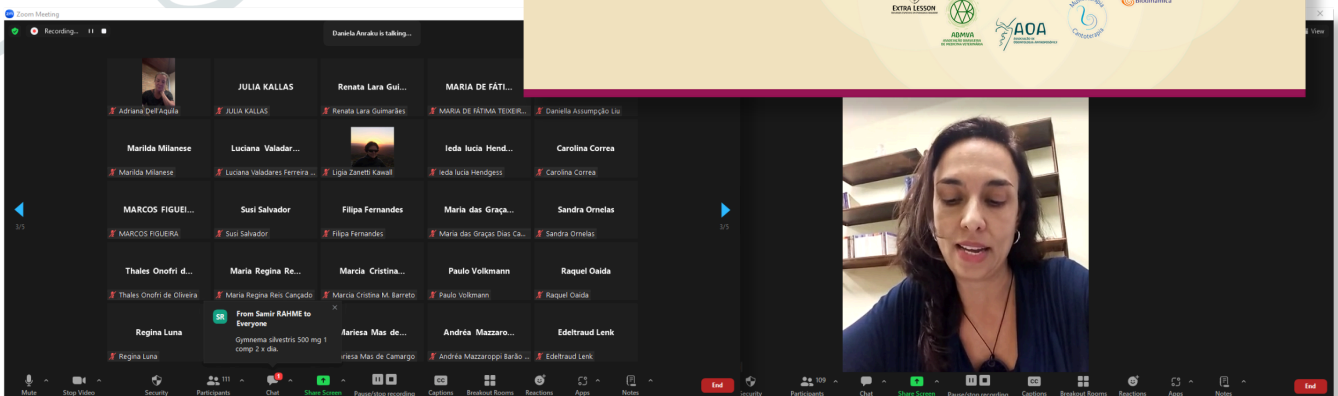 Zoom Meeting
Recording...
Daniela Anraku is talking...
View
EXTRA LESSON
ABMVA
AOA
Cantoterapia
Biodinâmica
JULIA KALLAS
Renata Lara Gui...
MARIA DE FÁTI...
Adriana Dell'Aquila
JULIA KALLAS
Renata Lara Guimarães
MARIA DE FÁTIMA TEIXEIR...
Daniella Assumpção Liu
Marilda Milanese
Luciana Valadar...
Ieda lucia Hend...
Carolina Correa
Marilda Milanese
Luciana Valadares Ferreira ...
Ligia Zanetti Kawall
Ieda lucia Hendgess
Carolina Correa
MARCOS FIGUEI...
Susi Salvador
Filipa Fernandes
Maria das Graça...
Sandra Ornelas
3/5
3/5
MARCOS FIGUEIRA
Susi Salvador
Filipa Fernandes
Maria das Graças Dias Ca...
Sandra Ornelas
Thales Onofri d...
Maria Regina Re...
Marcia Cristina...
Paulo Volkmann
Raquel Oaida
Thales Onofri de Oliveira
Maria Regina Reis Cançado
Marcia Cristina M. Barreto
Paulo Volkmann
Raquel Oaida
SR
From Samir RAHME to
Everyone
Gymnema silvestris 500 mg 1
comp 2 x dia.
Regina Luna
Mariesa Mas de...
Andréa Mazzaro...
Edeltraud Lenk
Regina Luna
riesa Mas de Camargo
Andréa Mazzaroppi Barão ...
Edeltraud Lenk
111
1
CC
End
109
CC
End
Mute
Stop Video
Security
Participants
Chat
Share Screen
Pause/stop recording
Captions
Breakout Rooms
Reactions
Apps
Notes
ecurity
Participants
Chat
Share Screen
Pause/stop recording
Captions
Breakout Rooms
Reactions
Apps
Notes